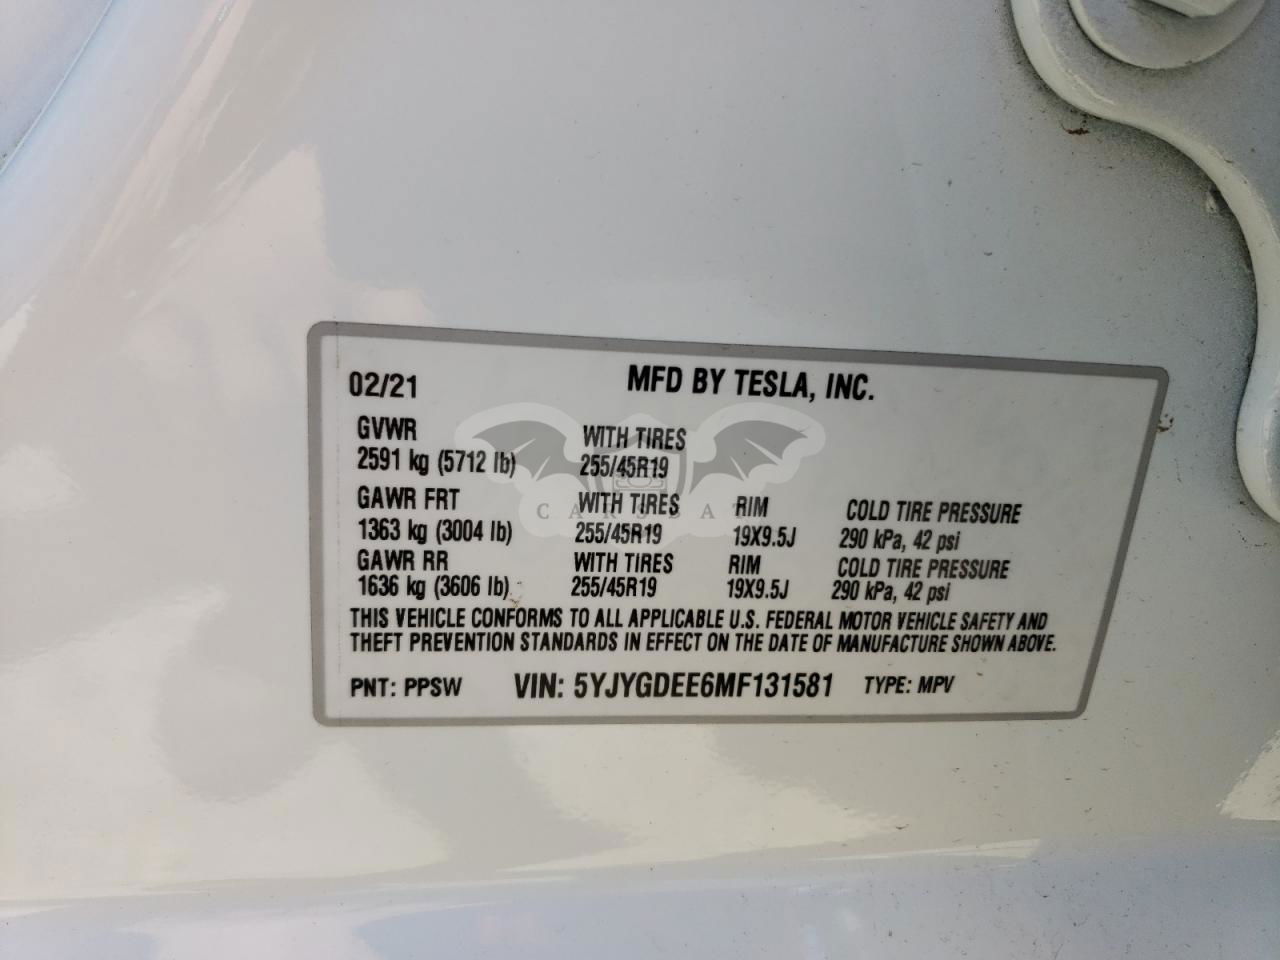 02/21 MFD BY TESLA, INC.
GVWR WITH TIRES
2591 kg (5712 lb) 255/45R19
GAWR FRT WITH TIRES RIM COLD TIRE PRESSURE
1363 kg (3004 lb) 255/45R19 19X9.5J 290 kPa, 42 psi
GAWR RR WITH TIRES RIM COLD TIRE PRESSURE
1636 kg (3606 lb) 255/45R19 19X9.5J 290 kPa, 42 psi
THIS VEHICLE CONFORMS TO ALL APPLICABLE U.S. FEDERAL MOTOR VEHICLE SAFETY AND
THEFT PREVENTION STANDARDS IN EFFECT ON THE DATE OF MANUFACTURE SHOWN ABOVE.
PNT: PPSW VIN: 5YJYGDEE6MF131581 TYPE: MPV